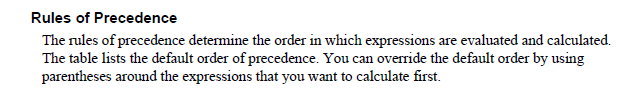 Rules of Precedence
The rules of precedence determine the order in which expressions are evaluated and calculated.
The table lists the default order of precedence. You can override the default order by using
parentheses around the expressions that you want to calculate first.